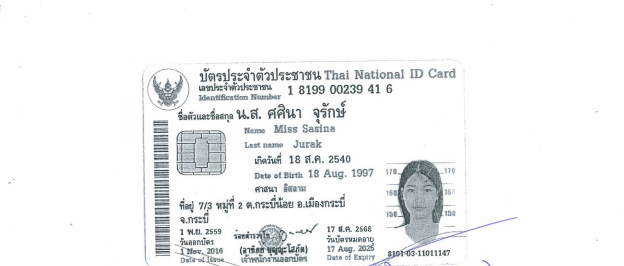 บัตรประจำตัวประชาชน Thai National ID Card
เลขประจำตัวประชาชน 1 8199 00239 41 6
Identification Number
ชื่อตัวและชื่อสกุล น.ส. ศศินา จุรักษ์
Name Miss Sasina
Last name Jurak
เกิดวันที่ 18 ส.ค. 2540
Date of Birth 18 Aug. 1997
ศาสนา อิสลาม
ที่อยู่ 7/3 หมู่ที่ 2 ต.กระบี่น้อย อ.เมืองกระบี่
จ.กระบี่
1 พ.ย. 2559
วันออกบัตร
1 Nov. 2016
Date of Issue
ร้อยตำรวจโท
เจ้าพนักงานออกบัตร
17 ส.ค. 2568
วันบัตรหมดอายุ
17 Aug. 2025
Date of Expiry
170 170
160 160
150 150
8101-03-11011147